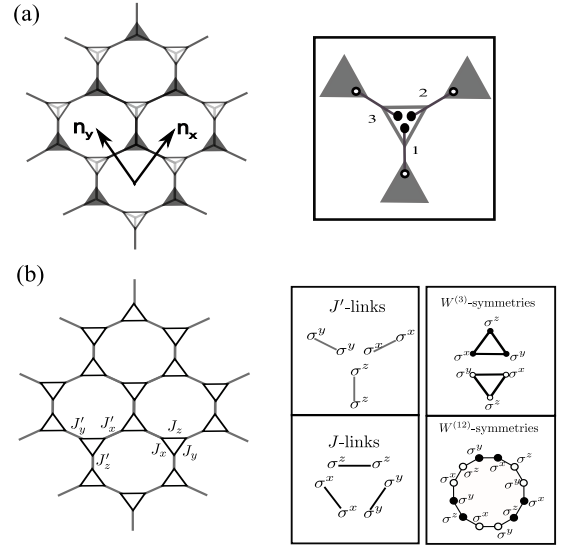 (a)
n_y n_x
2
3
1
(b)
J′_y J′_x J_z
J_x J_y
J′_z
J′-links
σ^y σ^y σ^x σ^x
σ^z
σ^z
W^(3)-symmetries
σ^z
σ^x σ^y
σ^y σ^x
σ^z
J-links
σ^z σ^z
σ^x σ^y
σ^x σ^y
W^(12)-symmetries
σ^y
σ^z σ^x σ^z
σ^x σ^y
σ^y σ^x
σ^z σ^x σ^z
σ^y